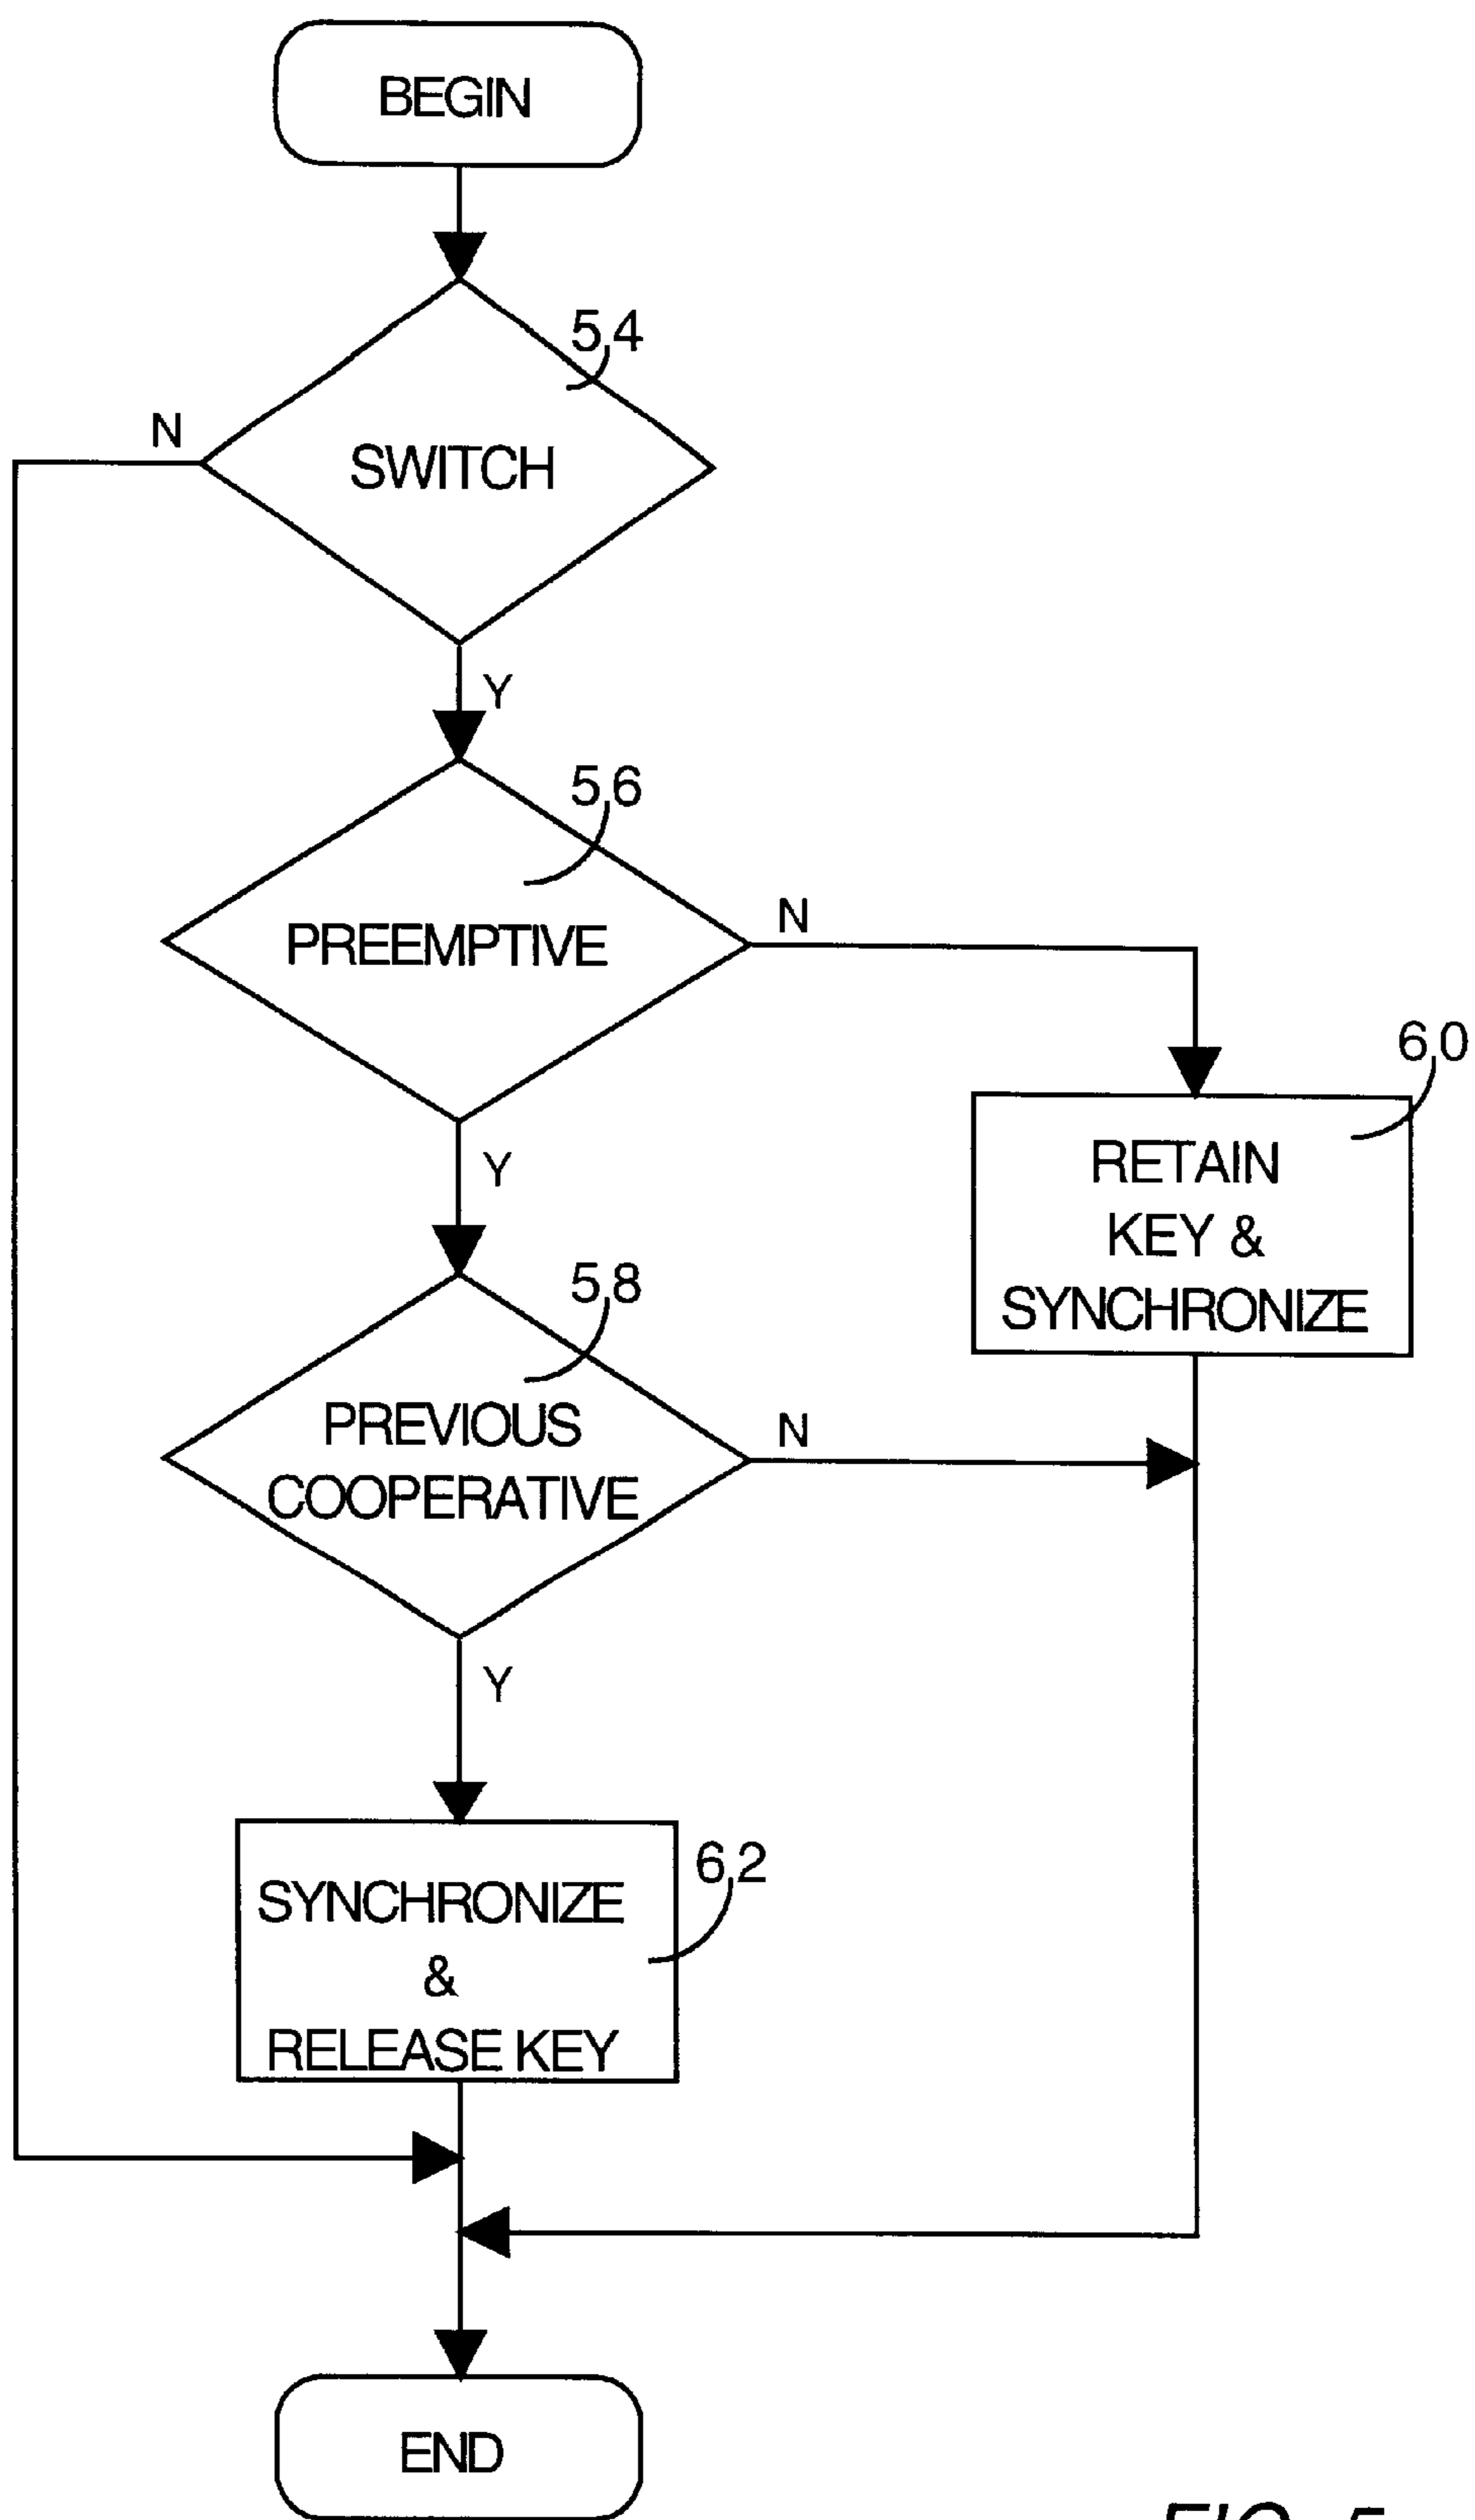 BEGIN
54
N
SWITCH
Y
56
PREEMPTIVE
N
60
Y
RETAIN
KEY &
SYNCHRONIZE
58
PREVIOUS
COOPERATIVE
N
Y
62
SYNCHRONIZE
&
RELEASE KEY
END